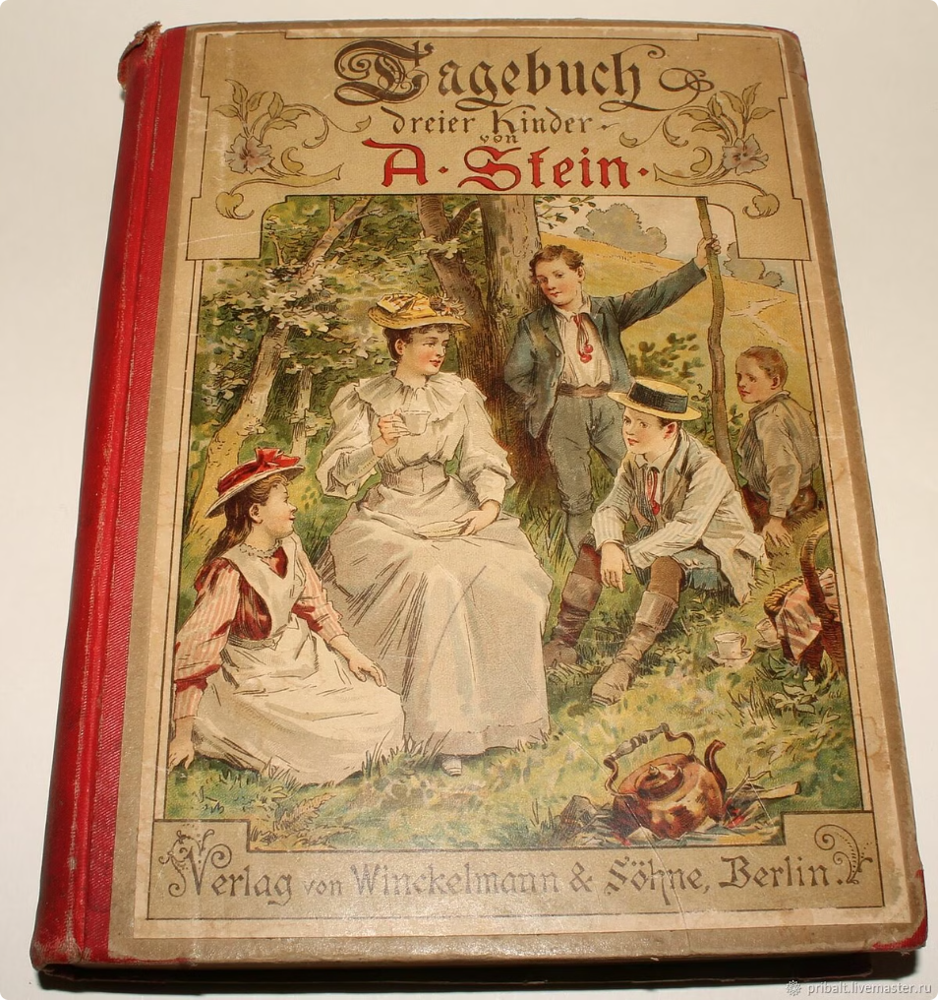 Tagebuch
dreier Kinder
von
A. Stein.
Verlag von Winckelmann & Söhne, Berlin.
pribalt.livemaster.ru